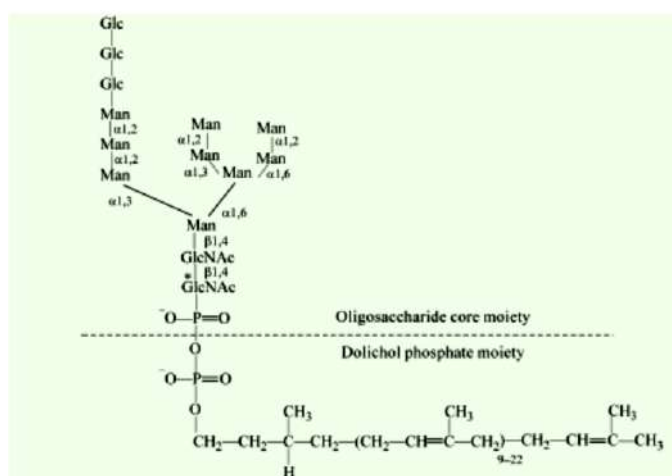 Glc
Glc
Glc
Man
α1,2
Man
α1,2
Man
α1,3
Man
α1,2
Man
α1,3
Man
α1,2
Man
α1,6
Man
α1,6
Man
β1,4
GlcNAc
* β1,4
GlcNAc
⁻O—P=O
Oligosaccharide core moiety
O
Dolichol phosphate moiety
⁻O—P=O
O
CH₃ CH₃ CH₃
CH₂—CH₂—C—CH₂—(CH₂—CH=C—CH₂)—CH₂—CH=C—CH₃
9–22
H